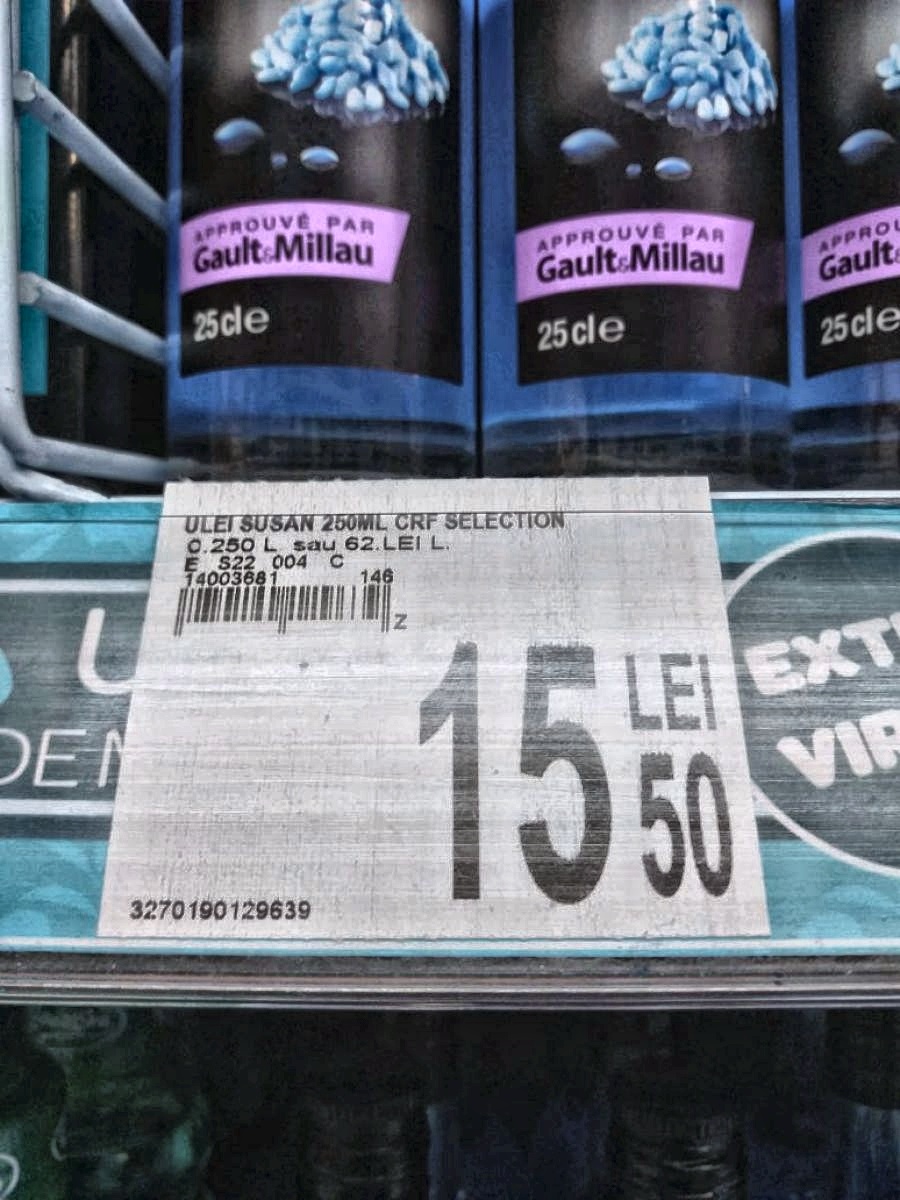 APPROUVÉ PAR
Gault&Millau
25cle
APPROUVÉ PAR
Gault&Millau
25cle
Gault
25cle
ULEI SUSAN 250ML CRF SELECTION
0.250 L sau 62.LEI L.
E S22 004 C
14003681 146
Z
15 LEI 50
3270190129639
U
DEN
EXT
VIR